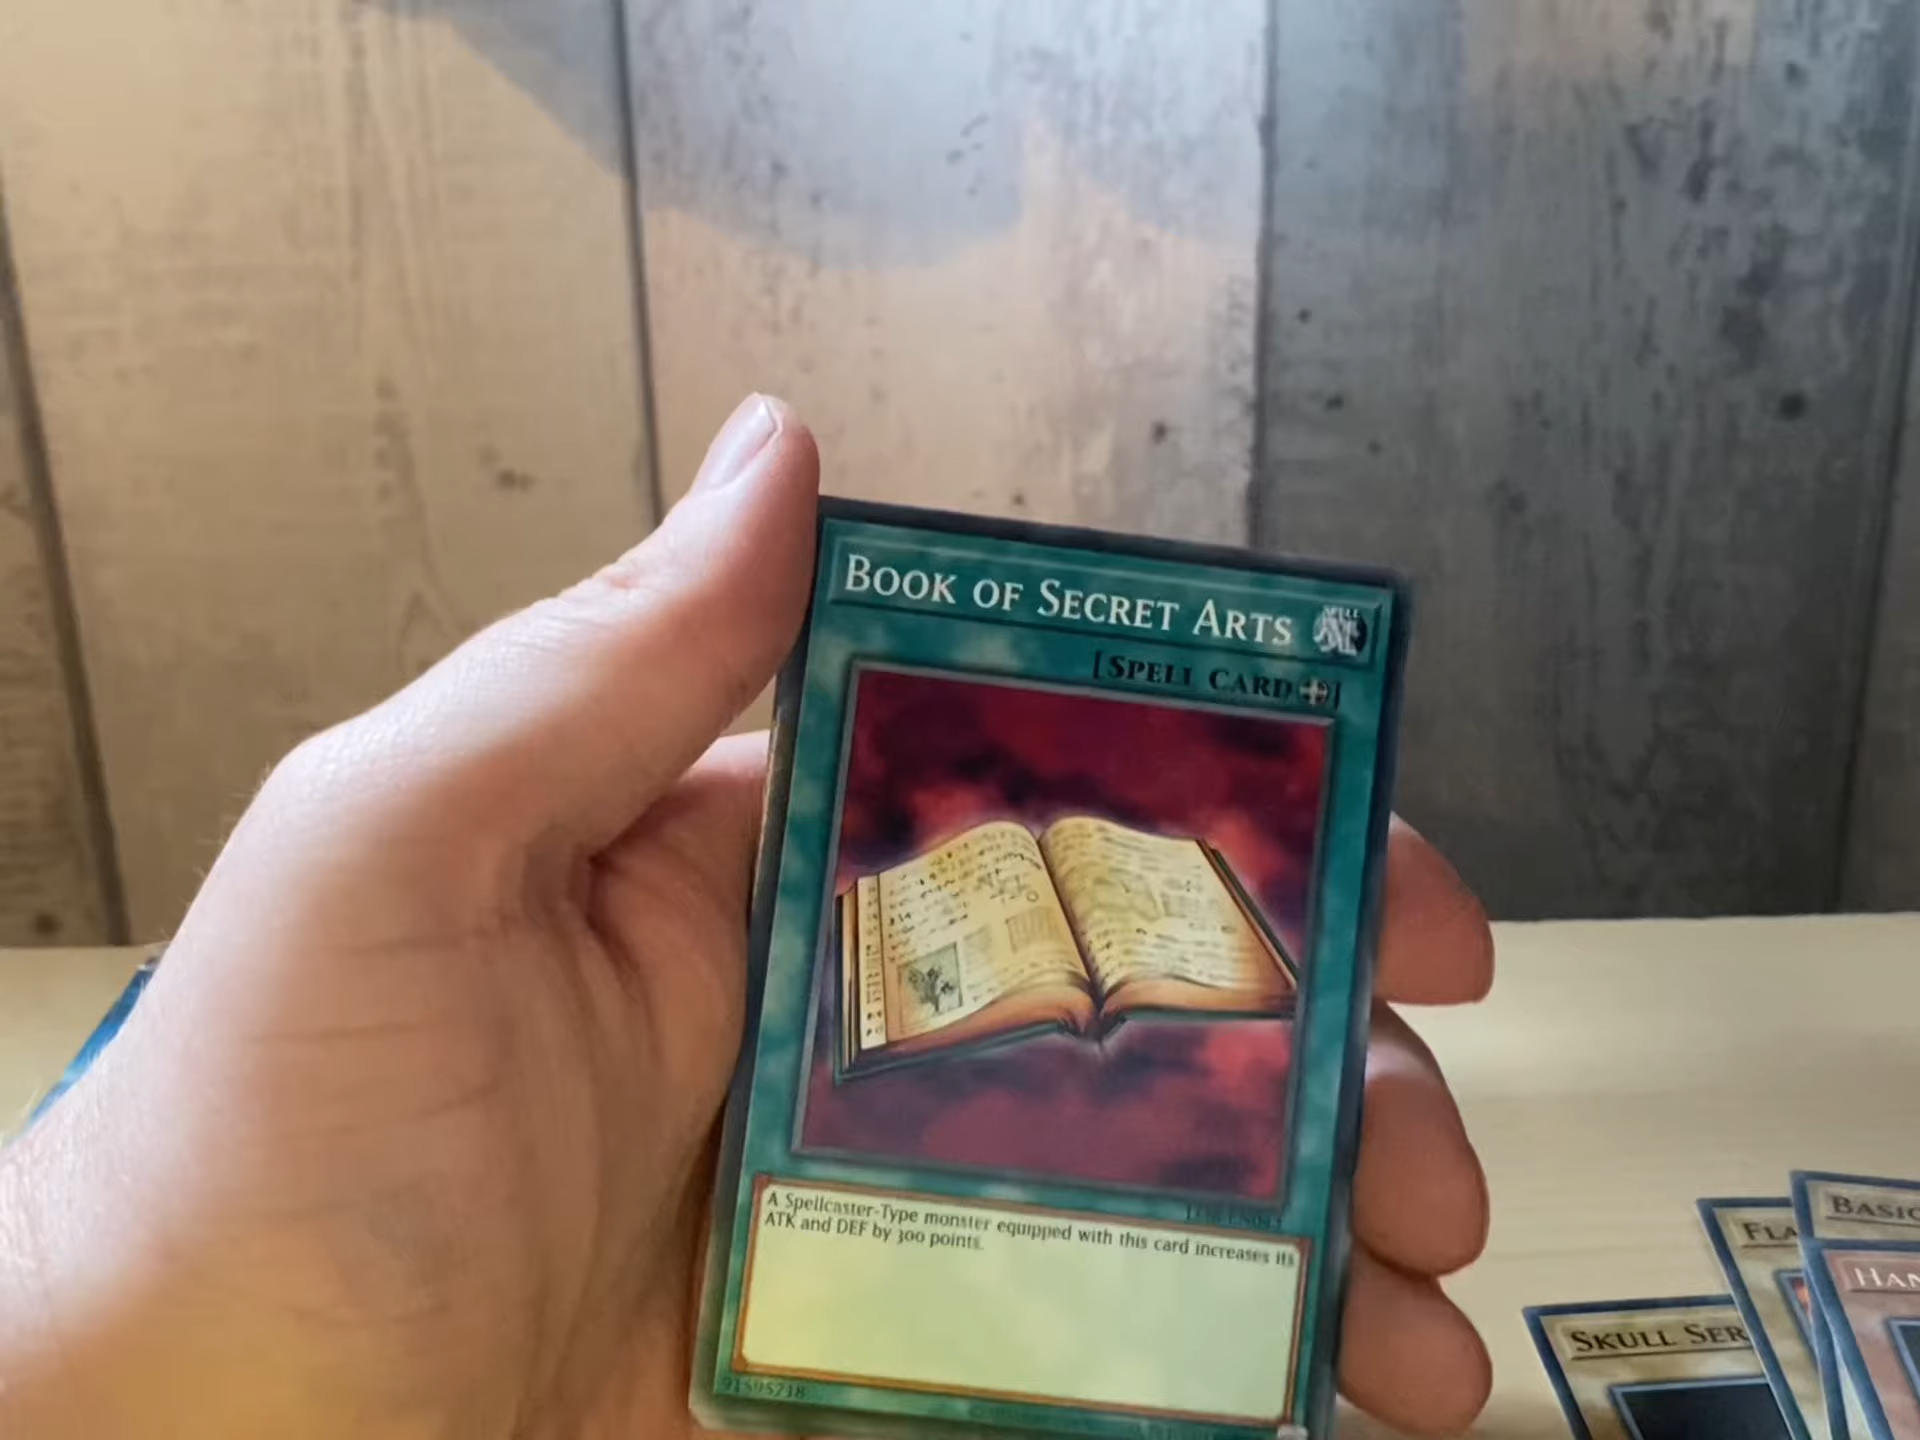 BOOK OF SECRET ARTS
SPELL
[SPELL CARD]
A Spellcaster-Type monster equipped with this card increases its
ATK and DEF by 300 points.
91595718
BASIC
FLA
HAN
SKULL SER